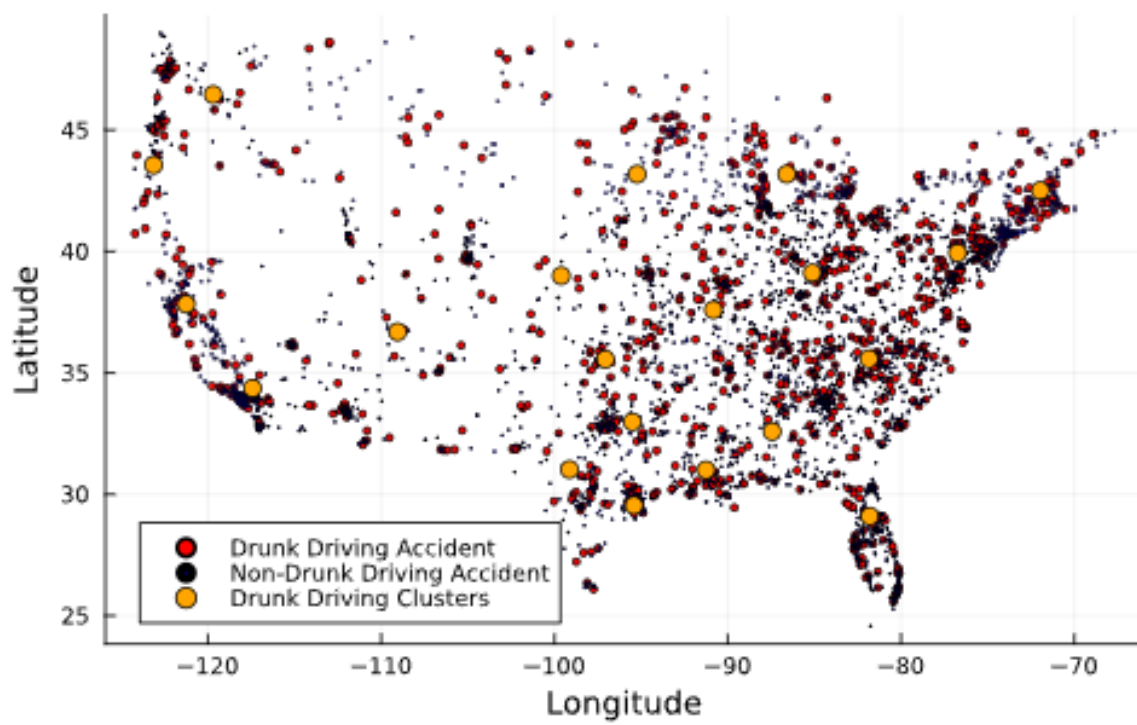 45
40
35
30
25
Latitude
Drunk Driving Accident
Non-Drunk Driving Accident
Drunk Driving Clusters
−120 −110 −100 −90 −80 −70
Longitude